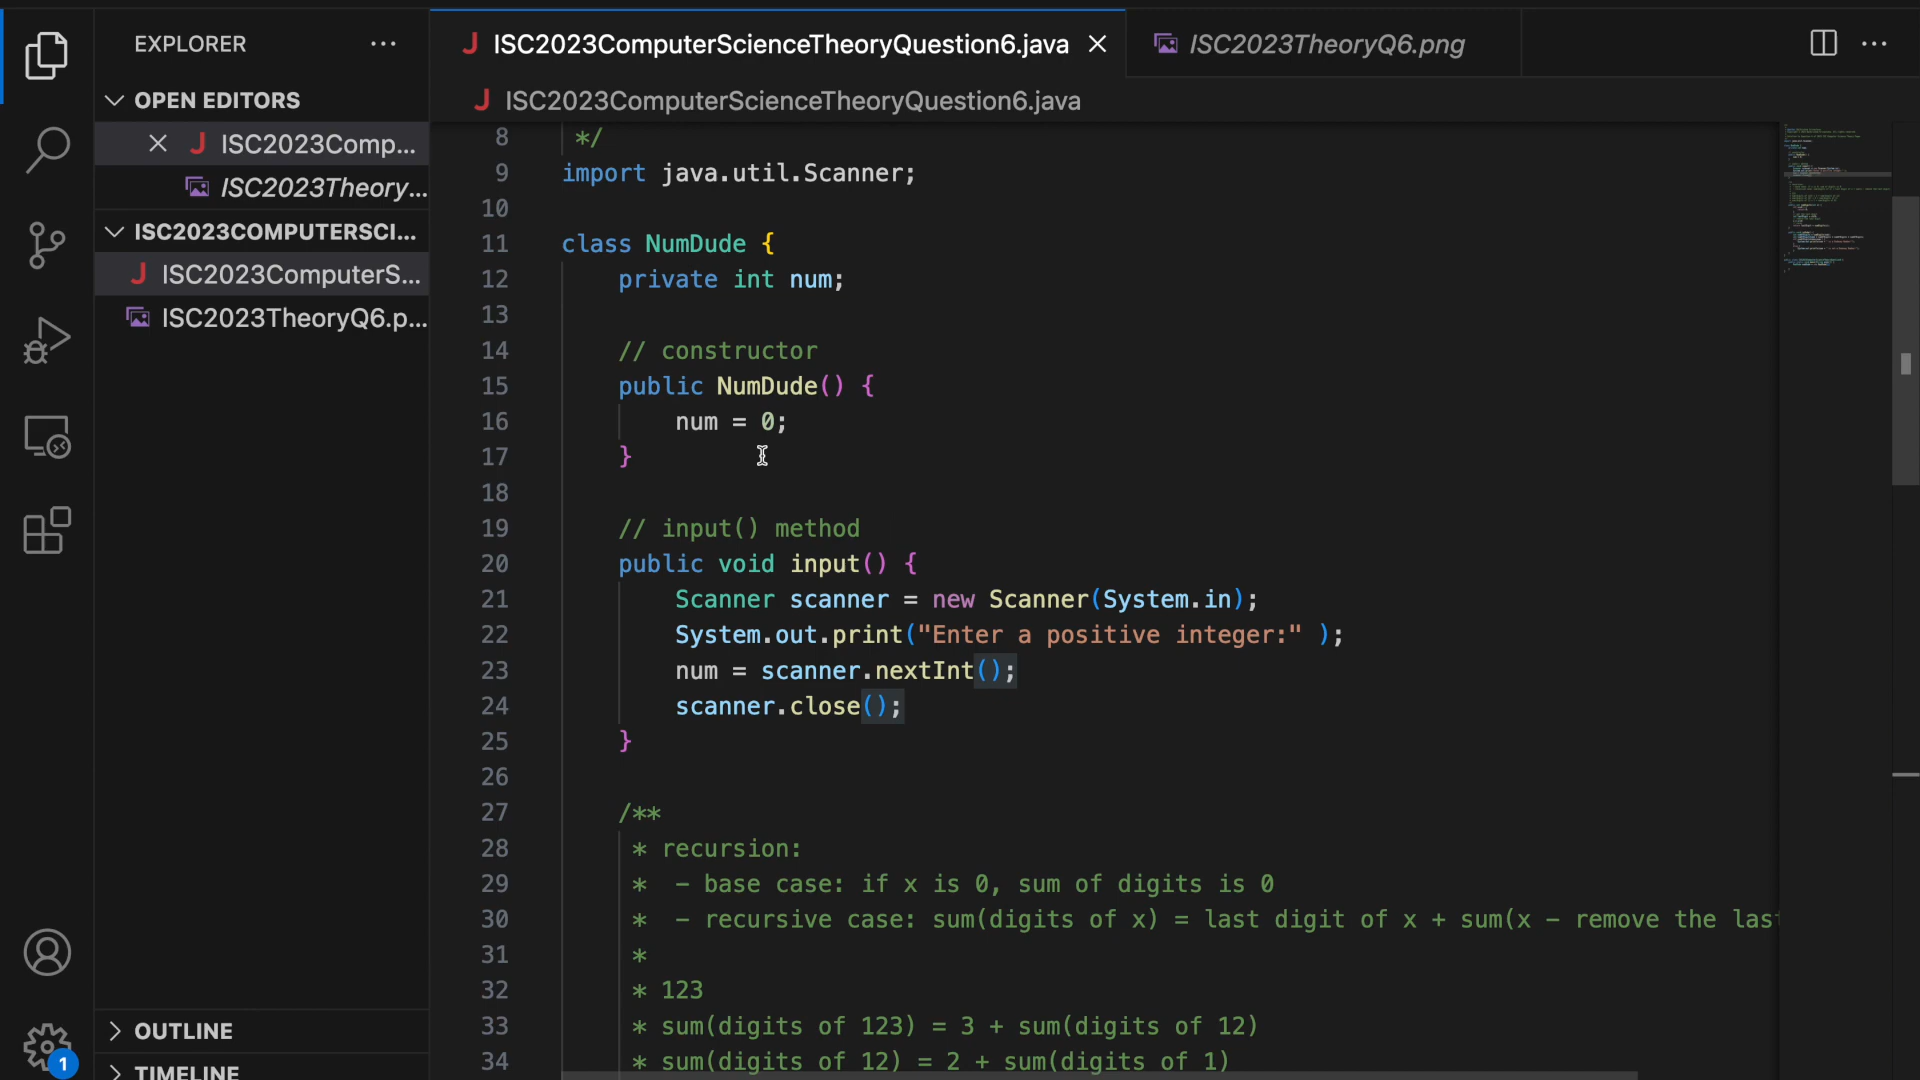 EXPLORER
OPEN EDITORS
ISC2023Comp...
ISC2023Theory...
ISC2023COMPUTERSCI...
ISC2023ComputerS...
ISC2023TheoryQ6.p...
OUTLINE
TIMELINE
1
ISC2023ComputerScienceTheoryQuestion6.java
ISC2023TheoryQ6.png
ISC2023ComputerScienceTheoryQuestion6.java
8 */
9 import java.util.Scanner;
10
11 class NumDude {
12 private int num;
13
14 // constructor
15 public NumDude() {
16 num = 0;
17 }
18
19 // input() method
20 public void input() {
21 Scanner scanner = new Scanner(System.in);
22 System.out.print("Enter a positive integer:" );
23 num = scanner.nextInt();
24 scanner.close();
25 }
26
27 /**
28 * recursion:
29 * – base case: if x is 0, sum of digits is 0
30 * – recursive case: sum(digits of x) = last digit of x + sum(x – remove the las
31 *
32 * 123
33 * sum(digits of 123) = 3 + sum(digits of 12)
34 * sum(digits of 12) = 2 + sum(digits of 1)